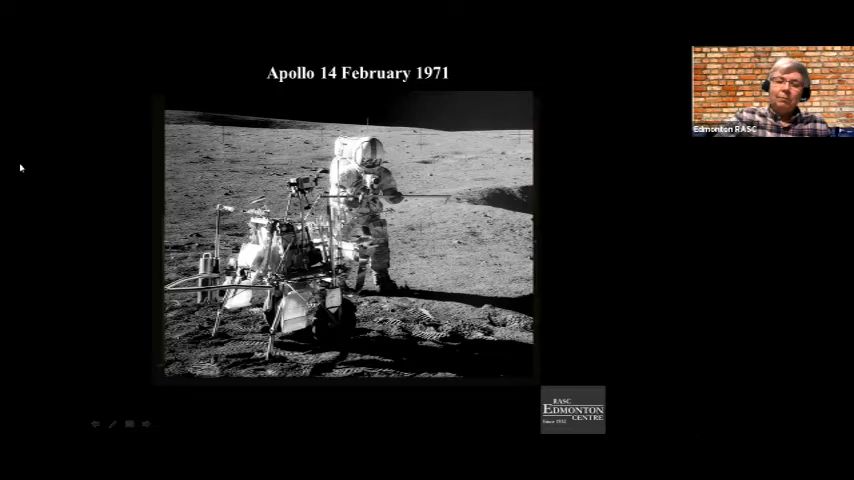 Apollo 14 February 1971
Edmonton RASC
RASC
EDMONTON
CENTRE
Since 1932